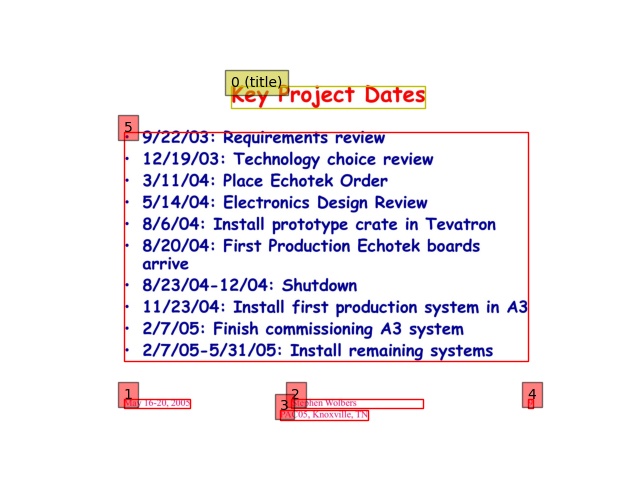 Key Project Dates
• 9/22/03: Requirements review
• 12/19/03: Technology choice review
• 3/11/04: Place Echotek Order
• 5/14/04: Electronics Design Review
• 8/6/04: Install prototype crate in Tevatron
• 8/20/04: First Production Echotek boards
arrive
• 8/23/04-12/04: Shutdown
• 11/23/04: Install first production system in A3
• 2/7/05: Finish commissioning A3 system
• 2/7/05-5/31/05: Install remaining systems
May 16-20, 2005
Stephen Wolbers
PAC05, Knoxville, TN
0 (title)
5
1
2
3
4